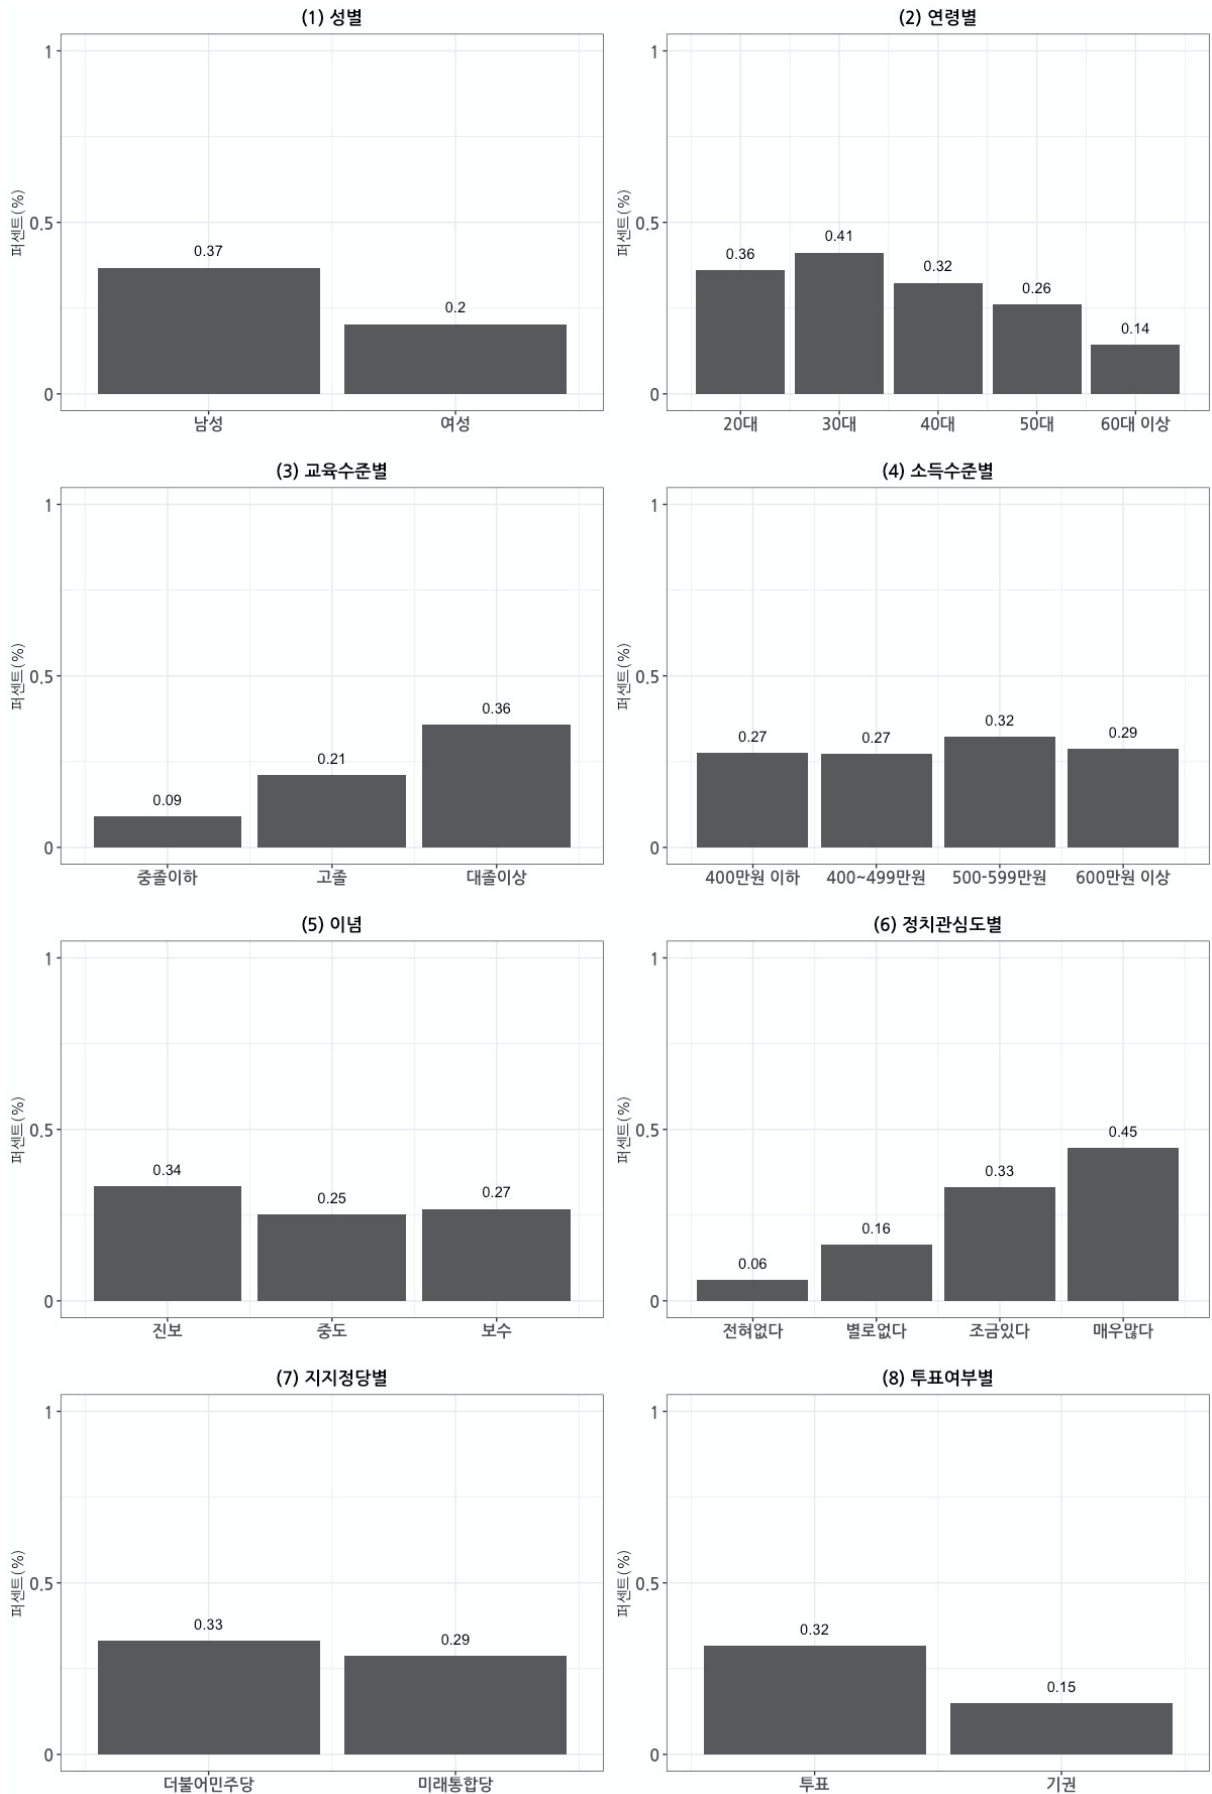 (1) 성별
퍼센트(%)
1
0.5
0
0.37
0.2
남성
여성
(2) 연령별
퍼센트(%)
1
0.5
0
0.36
0.41
0.32
0.26
0.14
20대
30대
40대
50대
60대 이상
(3) 교육수준별
퍼센트(%)
1
0.5
0
0.09
0.21
0.36
중졸이하
고졸
대졸이상
(4) 소득수준별
퍼센트(%)
1
0.5
0
0.27
0.27
0.32
0.29
400만원 이하
400~499만원
500-599만원
600만원 이상
(5) 이념
퍼센트(%)
1
0.5
0
0.34
0.25
0.27
진보
중도
보수
(6) 정치관심도별
퍼센트(%)
1
0.5
0
0.06
0.16
0.33
0.45
전혀없다
별로없다
조금있다
매우많다
(7) 지지정당별
퍼센트(%)
1
0.5
0
0.33
0.29
더불어민주당
미래통합당
(8) 투표여부별
퍼센트(%)
1
0.5
0
0.32
0.15
투표
기권